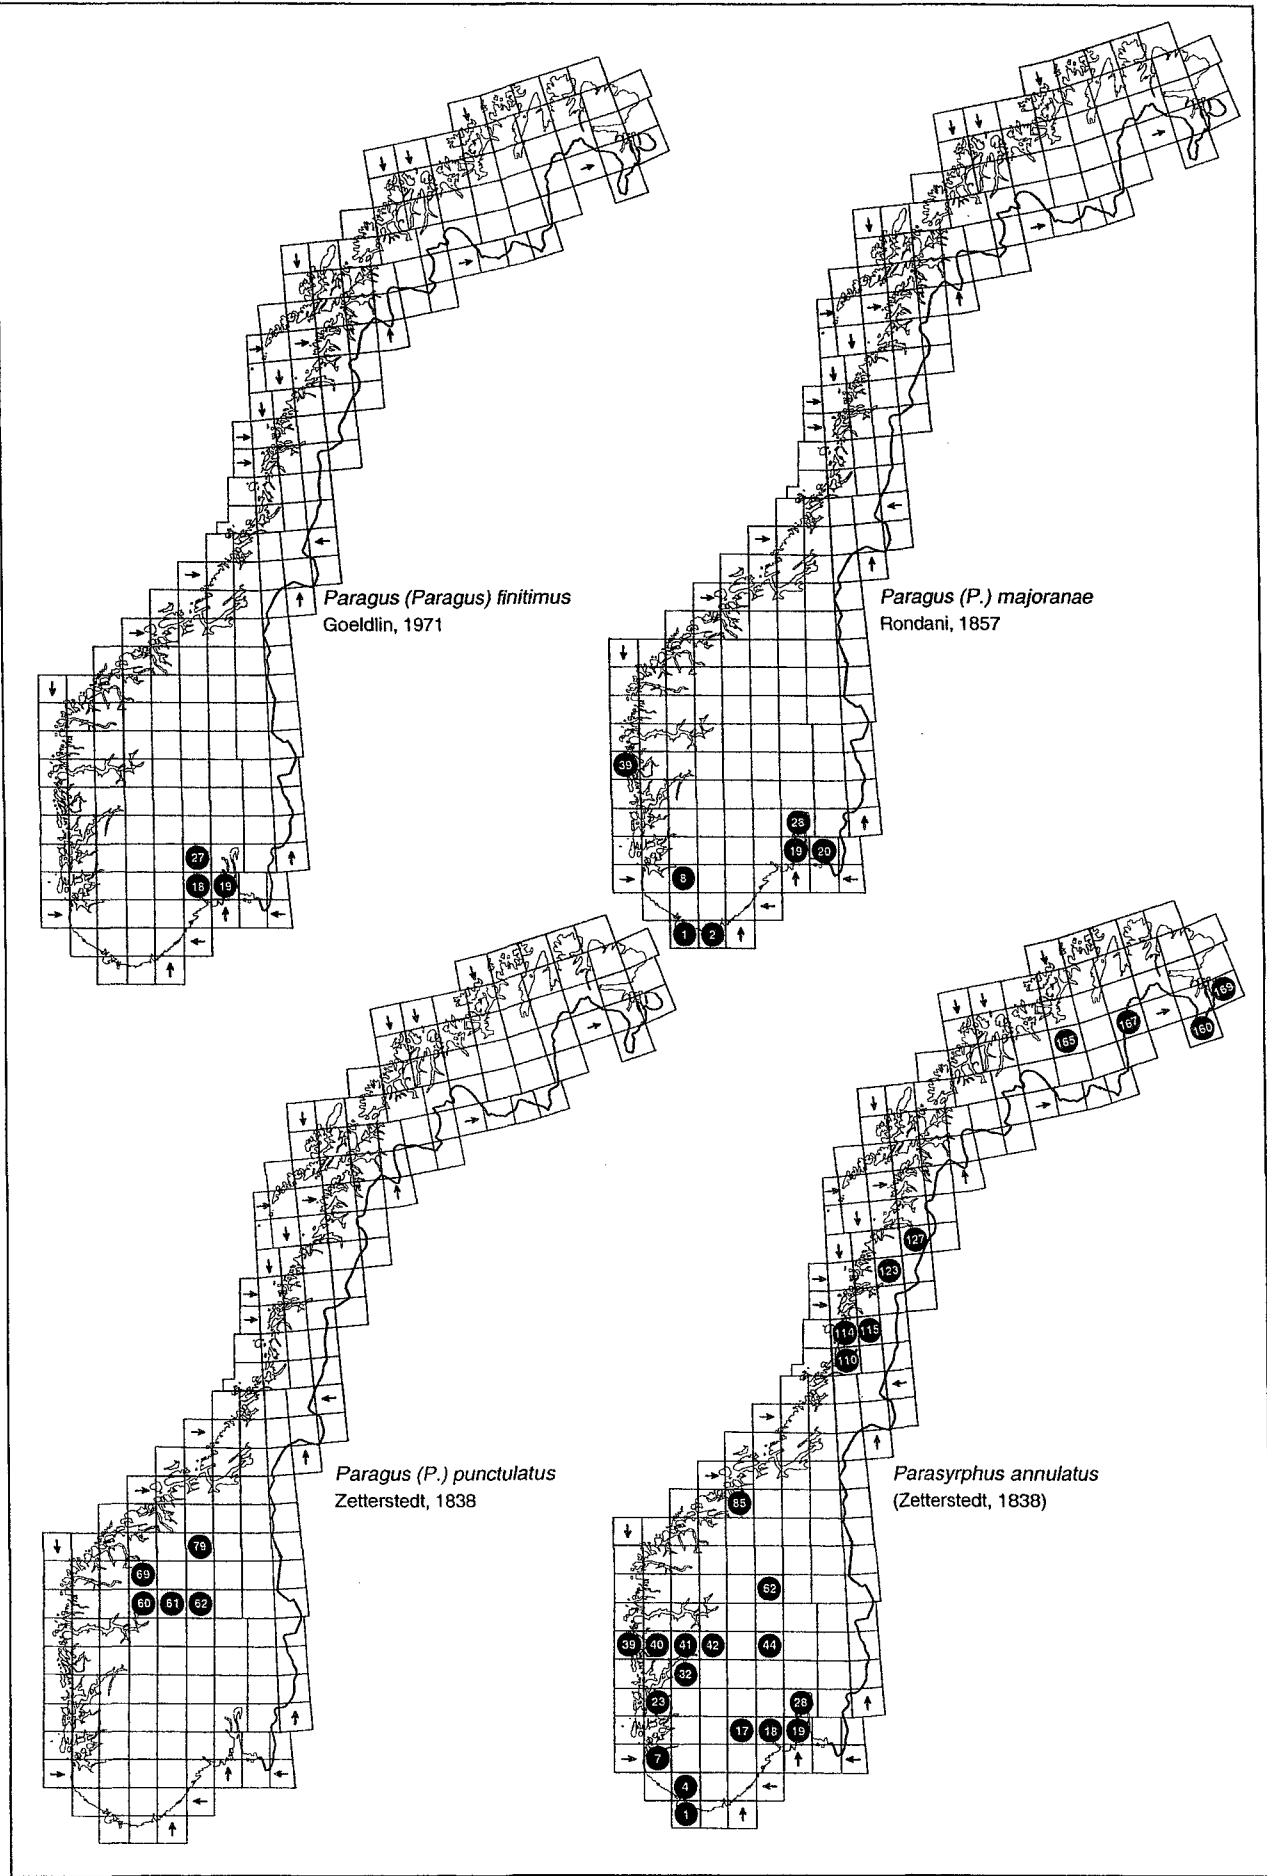 Paragus (Paragus) finitimus
Goeldlin, 1971
27
18 19
Paragus (P.) majoranae
Rondani, 1857
39
28
19 20
8
1 2
Paragus (P.) punctulatus
Zetterstedt, 1838
79
69
60 61 62
Parasyrphus annulatus
(Zetterstedt, 1838)
169
167 160
165
127
123
114 115
110
85
62
39 40 41 42 44
32
23 28
17 18 19
7
4
1